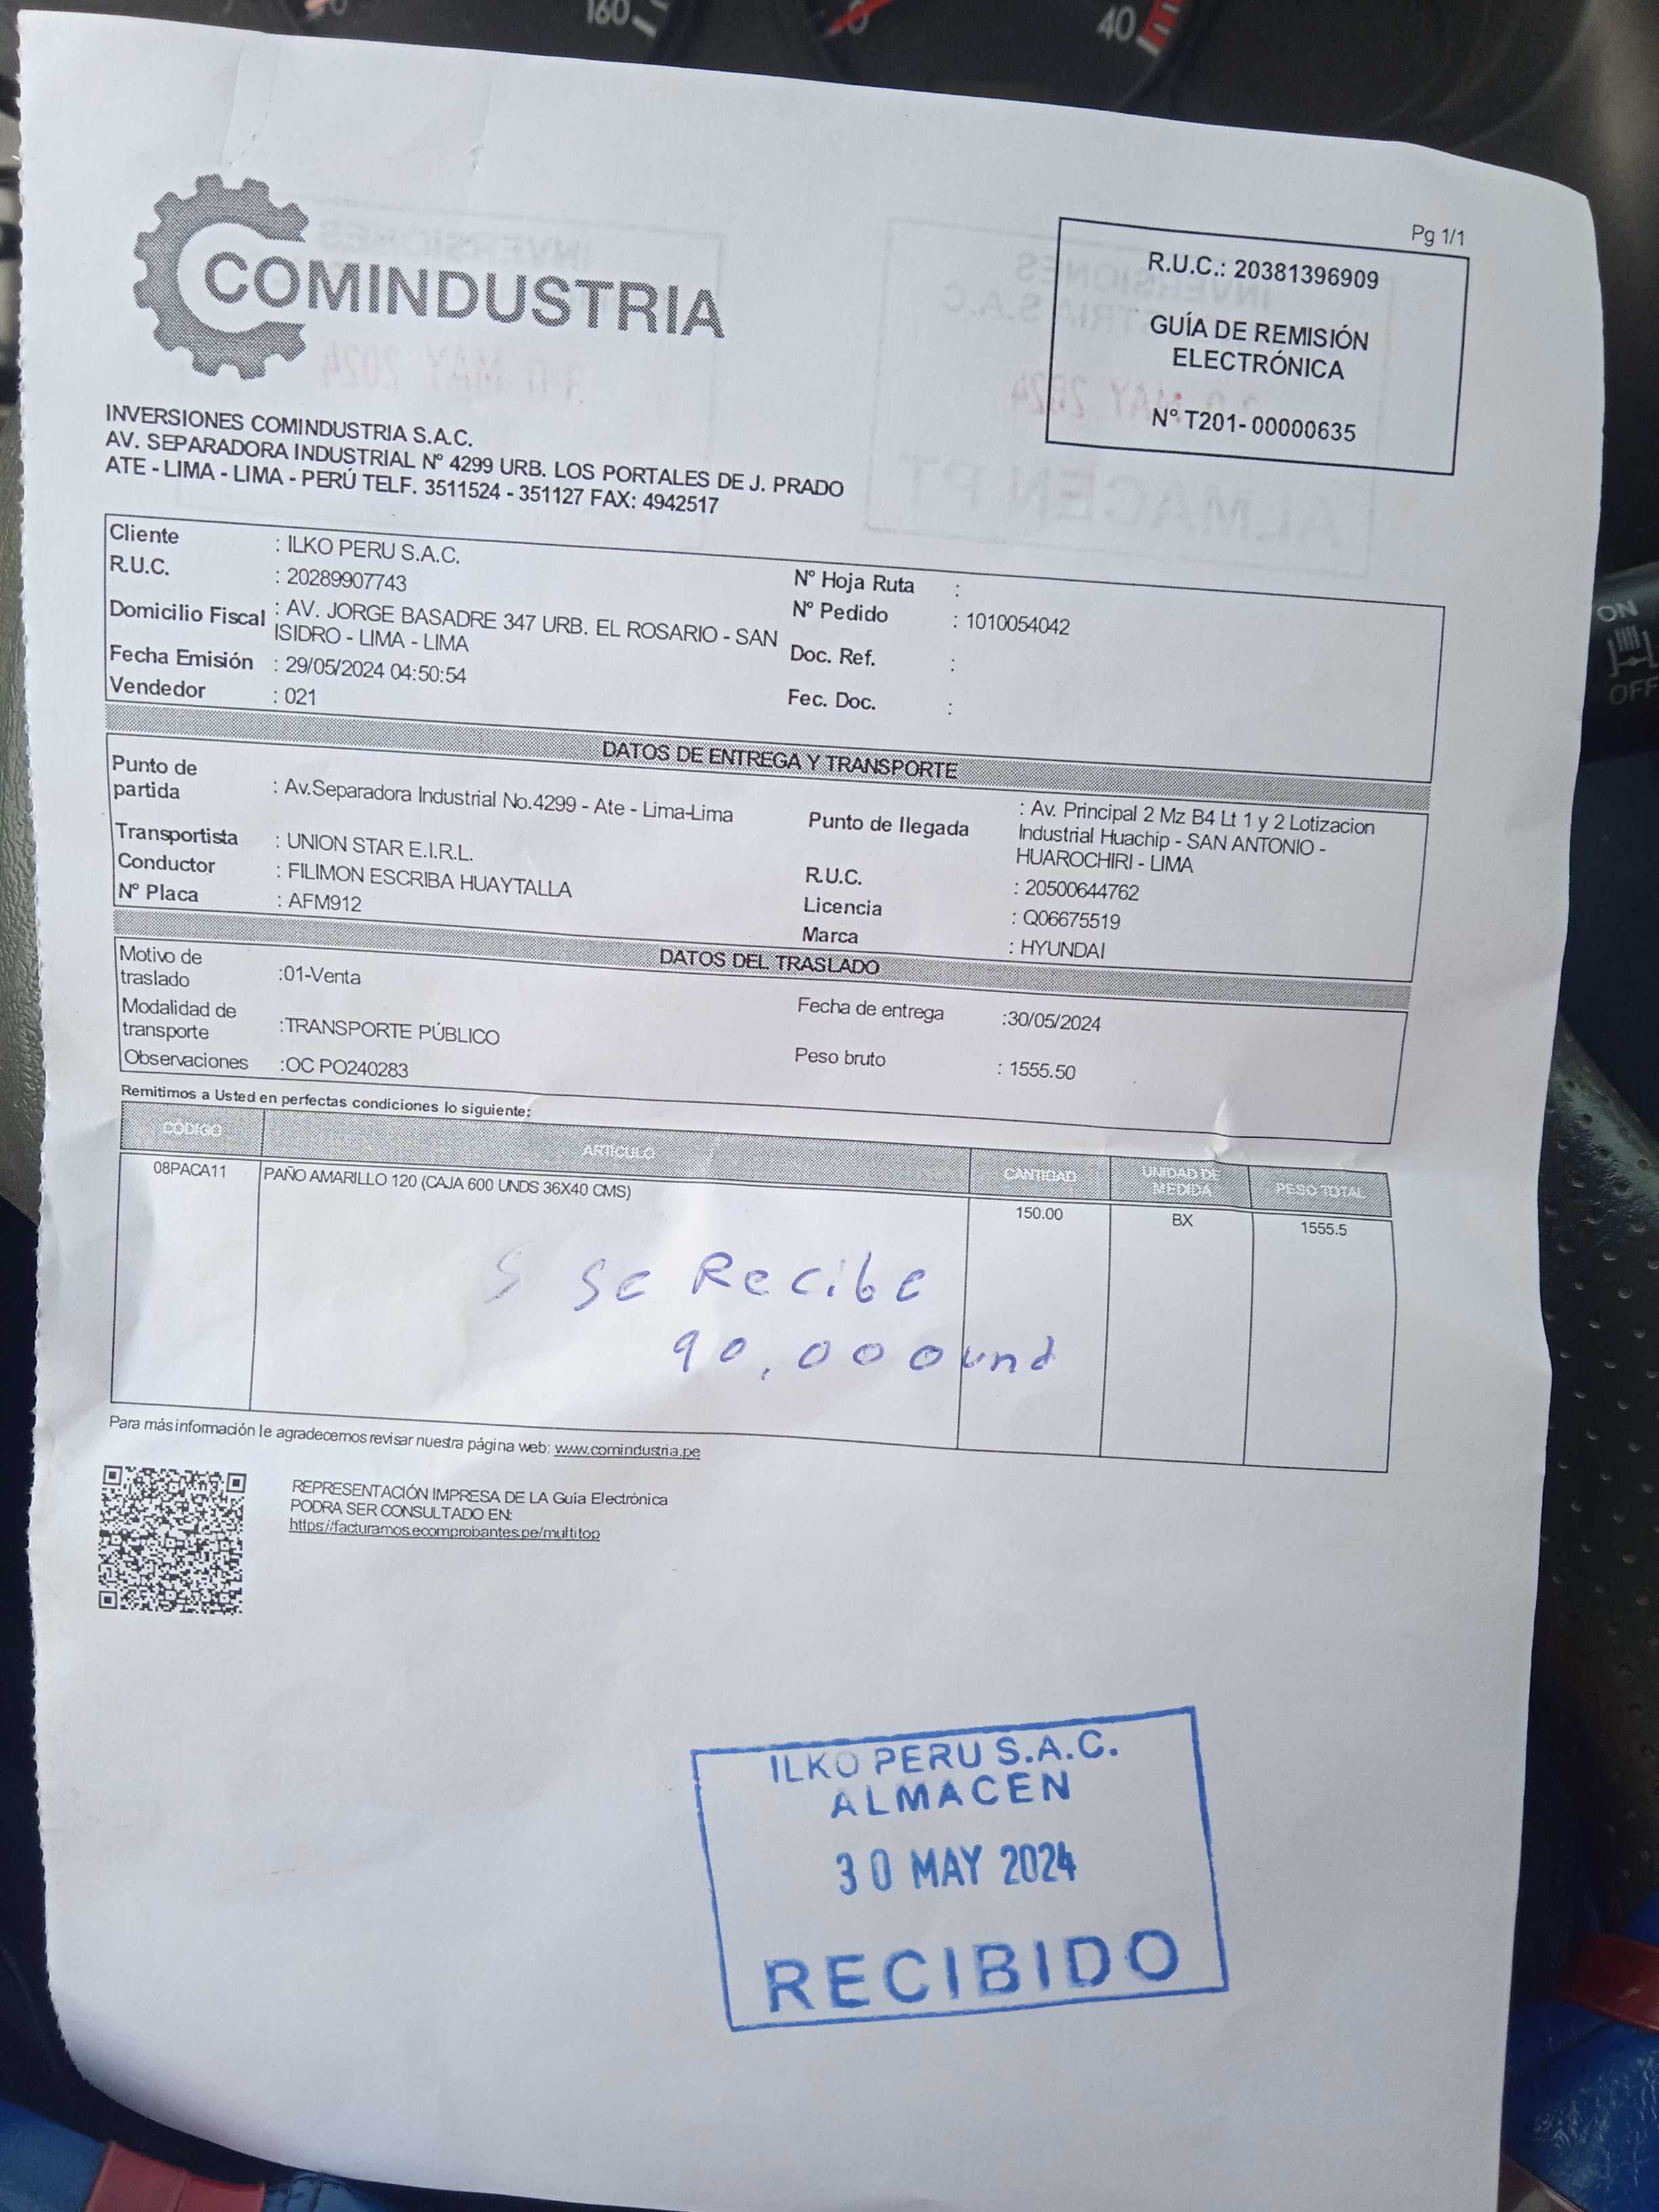 160
40
Pg 1/1
COMINDUSTRIA
R.U.C.: 20381396909
GUÍA DE REMISIÓN
ELECTRÓNICA
Nº T201- 00000635
INVERSIONES COMINDUSTRIA S.A.C.
AV. SEPARADORA INDUSTRIAL Nº 4299 URB. LOS PORTALES DE J. PRADO
ATE - LIMA - LIMA - PERÚ TELF. 3511524 - 351127 FAX: 4942517
Cliente : ILKO PERU S.A.C.
R.U.C. : 20289907743
Nº Hoja Ruta :
Domicilio Fiscal : AV. JORGE BASADRE 347 URB. EL ROSARIO - SAN
ISIDRO - LIMA - LIMA
Nº Pedido : 1010054042
Fecha Emisión : 29/05/2024 04:50:54
Doc. Ref. :
Vendedor : 021
Fec. Doc. :
DATOS DE ENTREGA Y TRANSPORTE
Punto de
partida : Av.Separadora Industrial No.4299 - Ate - Lima-Lima
Punto de llegada : Av. Principal 2 Mz B4 Lt 1 y 2 Lotizacion
Industrial Huachip - SAN ANTONIO -
HUAROCHIRI - LIMA
Transportista : UNION STAR E.I.R.L.
R.U.C. : 20500644762
Conductor : FILIMON ESCRIBA HUAYTALLA
Licencia : Q06675519
Nº Placa : AFM912
Marca : HYUNDAI
DATOS DEL TRASLADO
Motivo de
traslado :01-Venta
Fecha de entrega :30/05/2024
Modalidad de
transporte :TRANSPORTE PÚBLICO
Peso bruto : 1555.50
Observaciones :OC PO240283
Remitimos a Usted en perfectas condiciones lo siguiente:
CÓDIGO ARTICULO CANTIDAD UNIDAD DE MEDIDA PESO TOTAL
08PACA11 PAÑO AMARILLO 120 (CAJA 600 UNDS 36X40 CMS) 150.00 BX 1555.5
Se Recibe
90,000 und
Para más información le agradecemos revisar nuestra página web: www.comindustria.pe
REPRESENTACIÓN IMPRESA DE LA Guía Electrónica
PODRA SER CONSULTADO EN:
https://facturamos.ecomprobantes.pe/multitop
ILKO PERU S.A.C.
ALMACEN
30 MAY 2024
RECIBIDO
ON
OFF